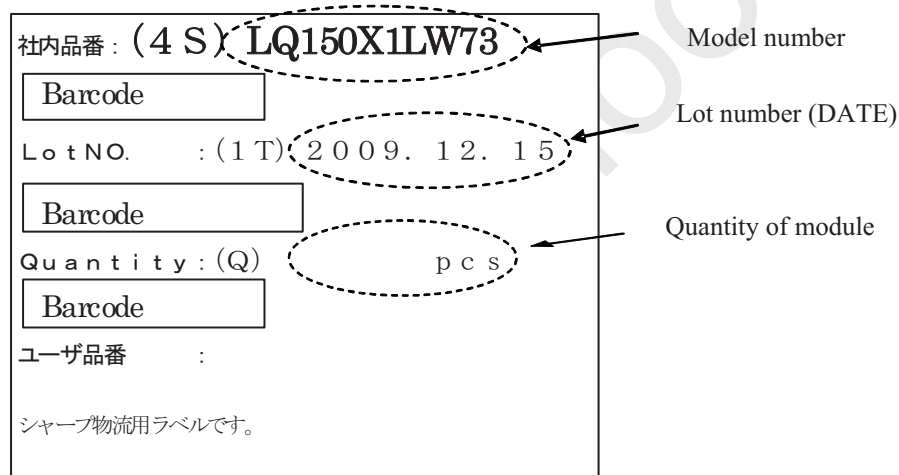 社内品番 : (4S) LQ150X1LW73
Model number
Barcode
LotNO. : (1T) 2009. 12. 15
Lot number (DATE)
Barcode
Quantity : (Q) pcs
Quantity of module
Barcode
ユーザ品番 :
シャープ物流用ラベルです。